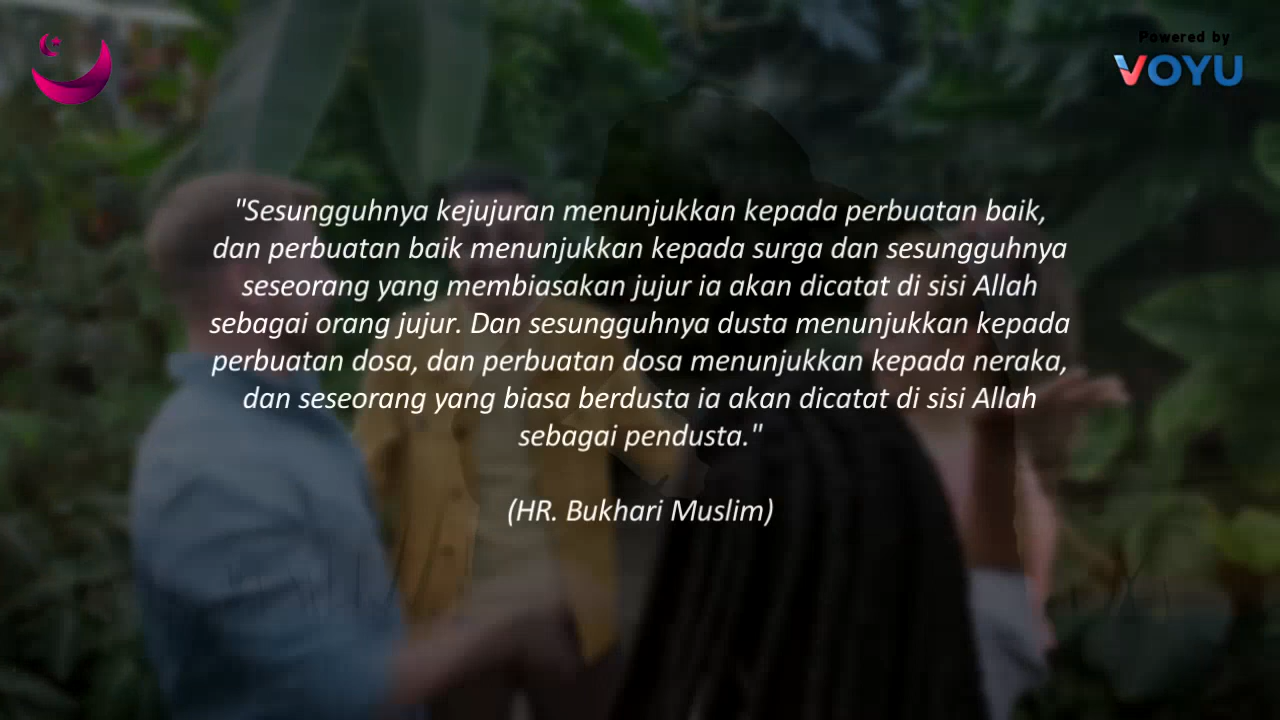 Powered by
VOYU
"Sesungguhnya kejujuran menunjukkan kepada perbuatan baik,
dan perbuatan baik menunjukkan kepada surga dan sesungguhnya
seseorang yang membiasakan jujur ia akan dicatat di sisi Allah
sebagai orang jujur. Dan sesungguhnya dusta menunjukkan kepada
perbuatan dosa, dan perbuatan dosa menunjukkan kepada neraka,
dan seseorang yang biasa berdusta ia akan dicatat di sisi Allah
sebagai pendusta."
(HR. Bukhari Muslim)